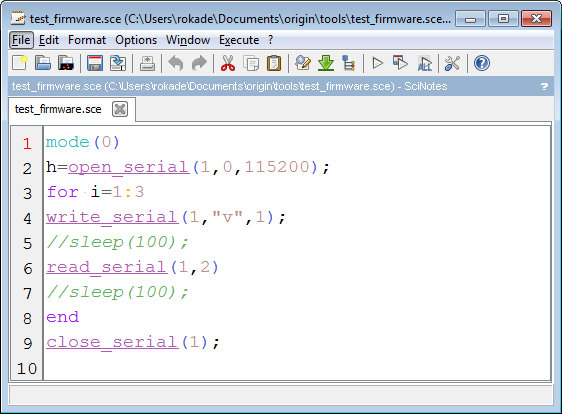 test_firmware.sce (C:\Users\rokade\Documents\origin\tools\test_firmware.sce...
File Edit Format Options Window Execute ?
test_firmware.sce (C:\Users\rokade\Documents\origin\tools\test_firmware.sce) - SciNotes ?
test_firmware.sce
1 mode(0)
2 h=open_serial(1,0,115200);
3 for i=1:3
4 write_serial(1,"v",1);
5 //sleep(100);
6 read_serial(1,2)
7 //sleep(100);
8 end
9 close_serial(1);
10